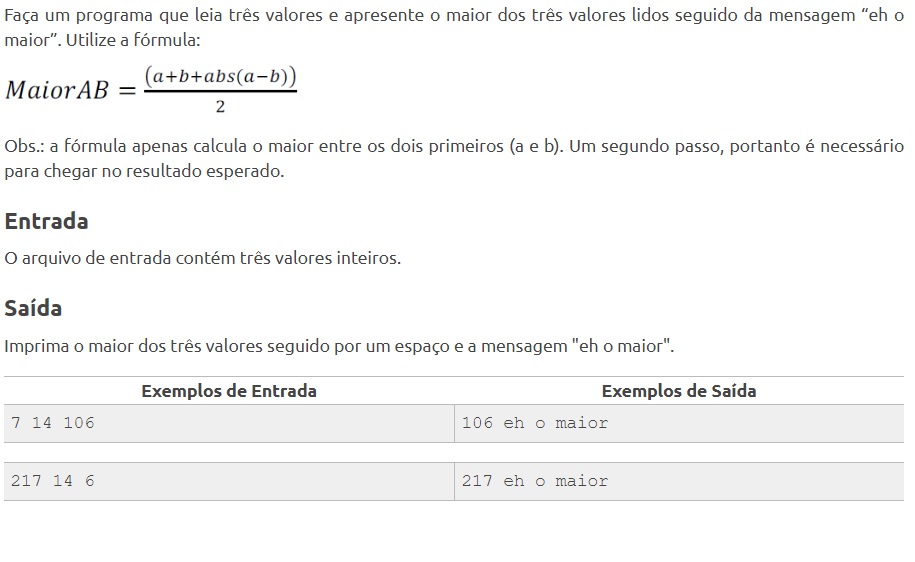 Faça um programa que leia três valores e apresente o maior dos três valores lidos seguido da mensagem “eh o
maior”. Utilize a fórmula:
MaiorAB = (a+b+abs(a−b))
2
Obs.: a fórmula apenas calcula o maior entre os dois primeiros (a e b). Um segundo passo, portanto é necessário
para chegar no resultado esperado.
Entrada
O arquivo de entrada contém três valores inteiros.
Saída
Imprima o maior dos três valores seguido por um espaço e a mensagem "eh o maior".
Exemplos de Entrada Exemplos de Saída
7 14 106 106 eh o maior
217 14 6 217 eh o maior